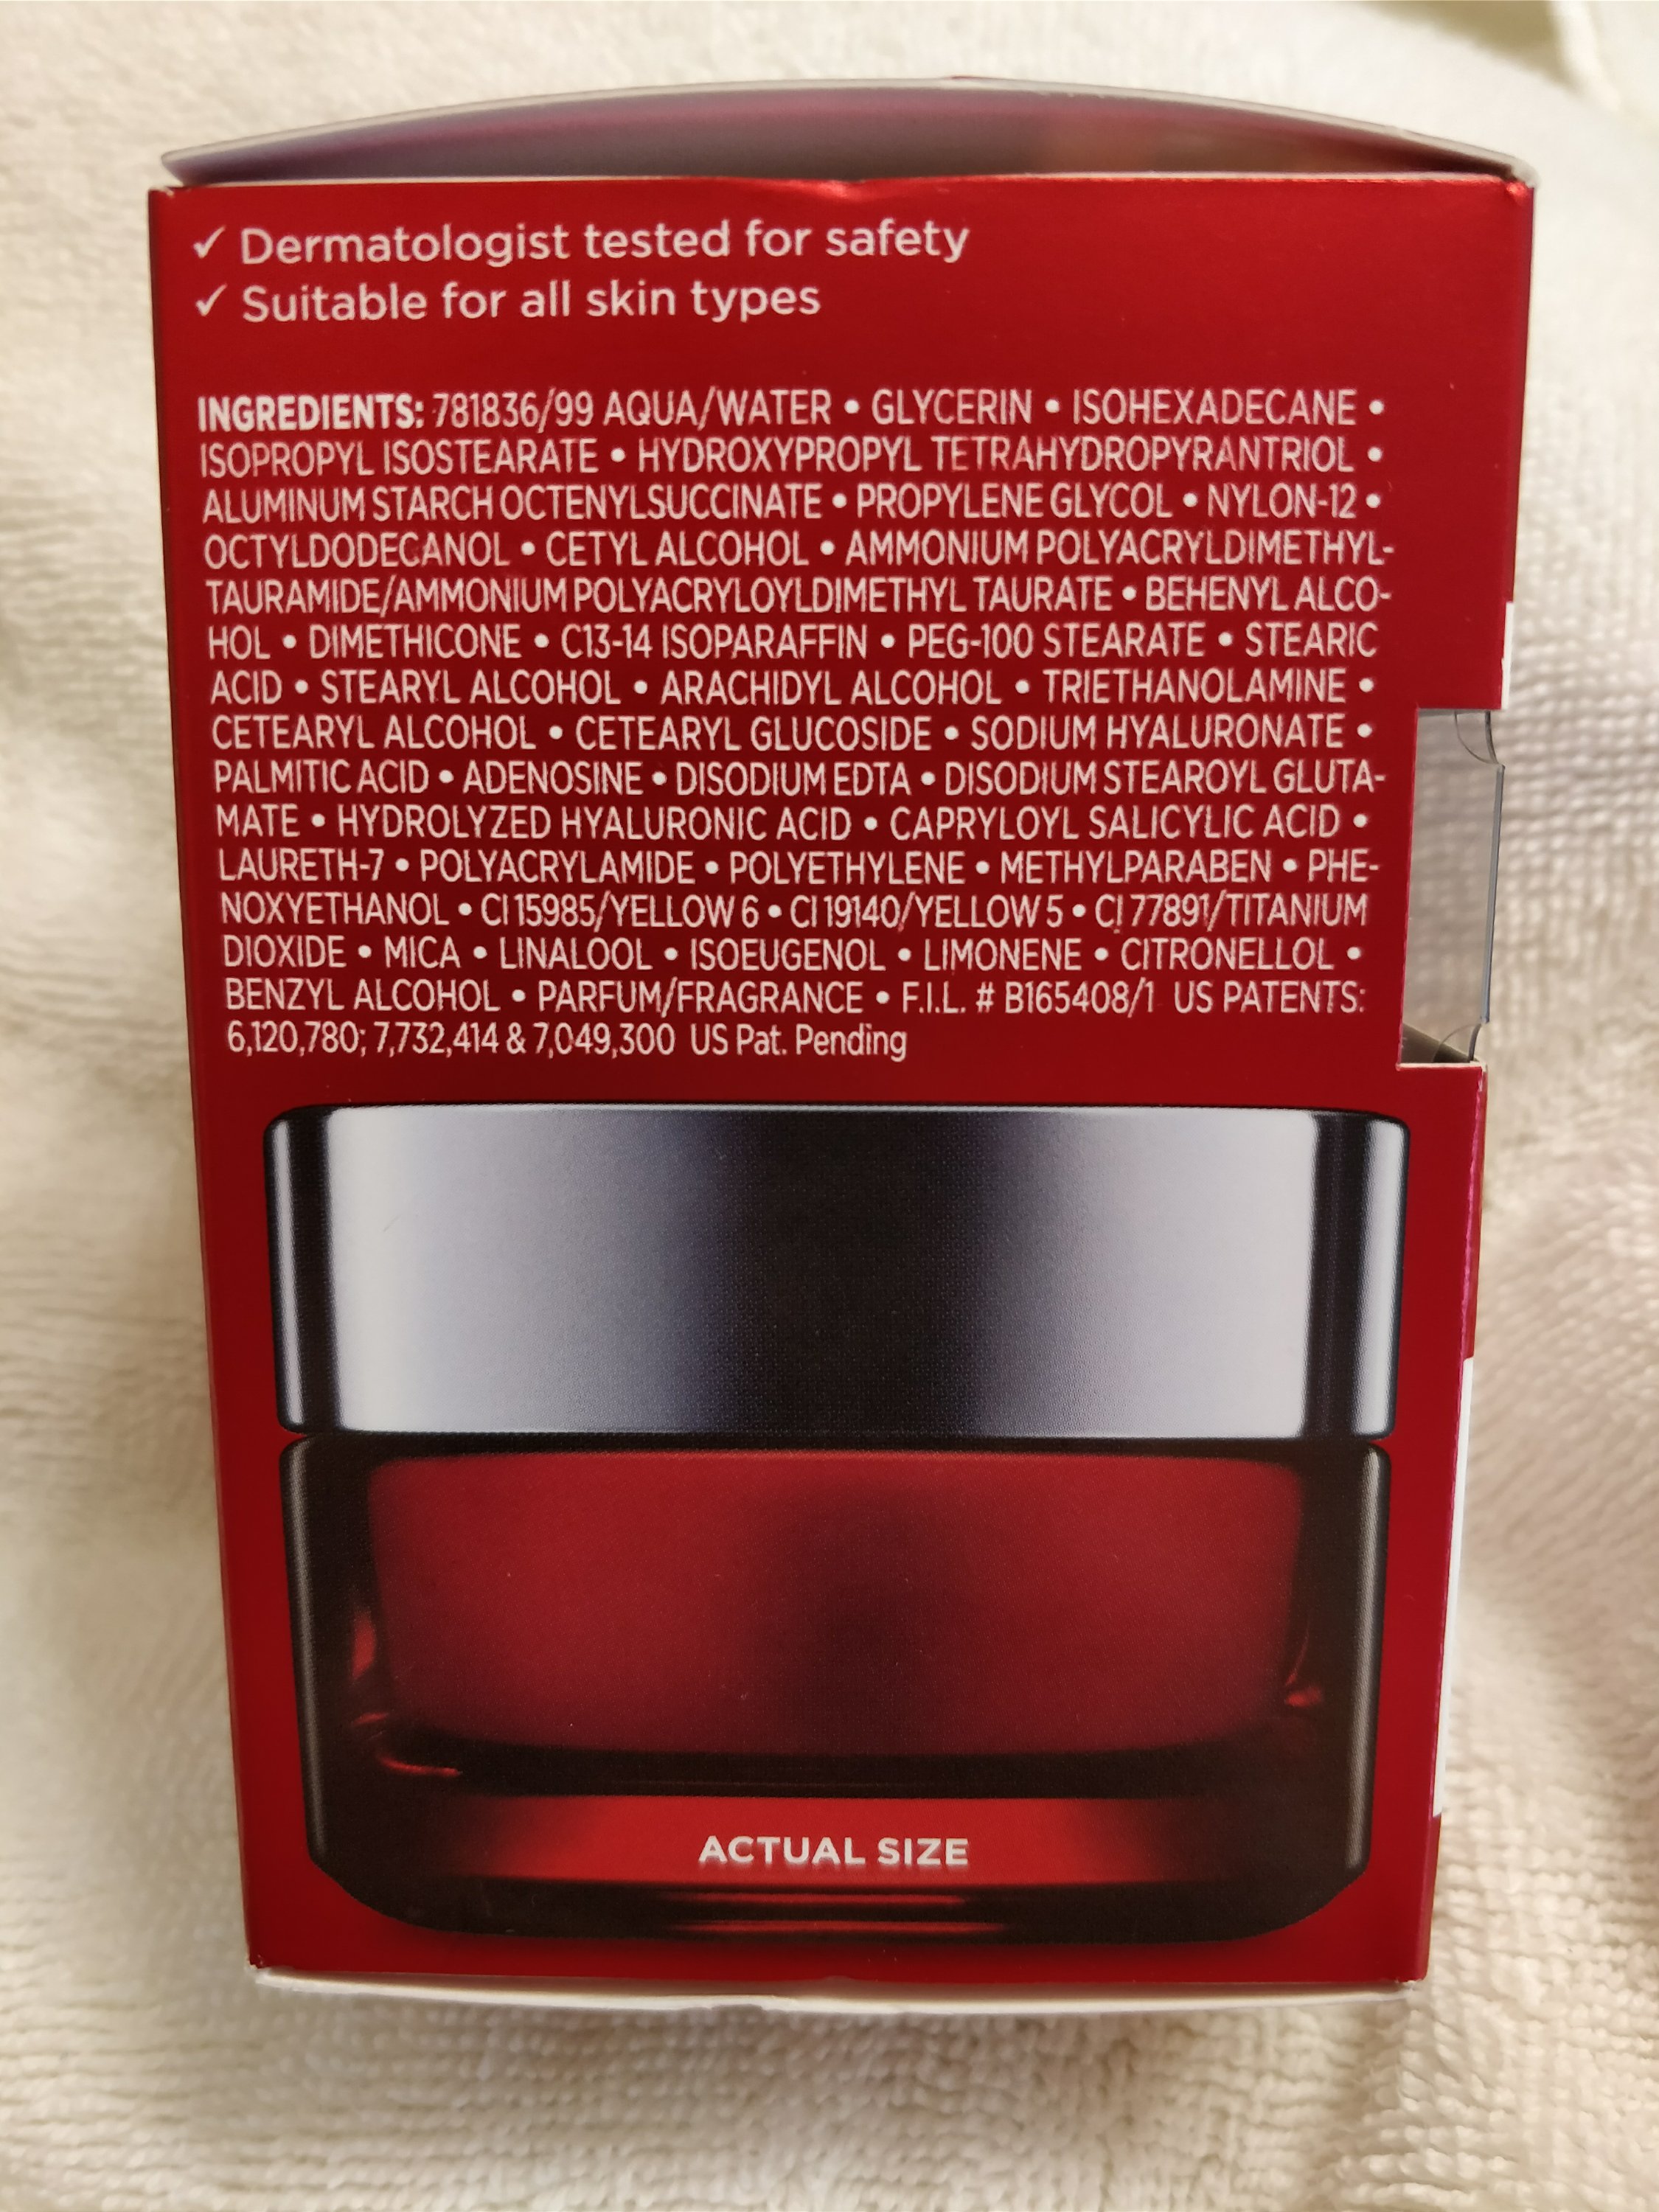 ✓ Dermatologist tested for safety
✓ Suitable for all skin types
INGREDIENTS: 781836/99 AQUA/WATER • GLYCERIN • ISOHEXADECANE •
ISOPROPYL ISOSTEARATE • HYDROXYPROPYL TETRAHYDROPYRANTRIOL •
ALUMINUM STARCH OCTENYLSUCCINATE • PROPYLENE GLYCOL • NYLON-12 •
OCTYLDODECANOL • CETYL ALCOHOL • AMMONIUM POLYACRYLDIMETHYL-
TAURAMIDE/AMMONIUM POLYACRYLOYLDIMETHYL TAURATE • BEHENYL ALCO-
HOL • DIMETHICONE • C13-14 ISOPARAFFIN • PEG-100 STEARATE • STEARIC
ACID • STEARYL ALCOHOL • ARACHIDYL ALCOHOL • TRIETHANOLAMINE •
CETEARYL ALCOHOL • CETEARYL GLUCOSIDE • SODIUM HYALURONATE •
PALMITIC ACID • ADENOSINE • DISODIUM EDTA • DISODIUM STEAROYL GLUTA-
MATE • HYDROLYZED HYALURONIC ACID • CAPRYLOYL SALICYLIC ACID •
LAURETH-7 • POLYACRYLAMIDE • POLYETHYLENE • METHYLPARABEN • PHE-
NOXYETHANOL • CI 15985/YELLOW 6 • CI 19140/YELLOW 5 • CI 77891/TITANIUM
DIOXIDE • MICA • LINALOOL • ISOEUGENOL • LIMONENE • CITRONELLOL •
BENZYL ALCOHOL • PARFUM/FRAGRANCE • F.I.L. # B165408/1 US PATENTS:
6,120,780; 7,732,414 & 7,049,300 US Pat. Pending
ACTUAL SIZE